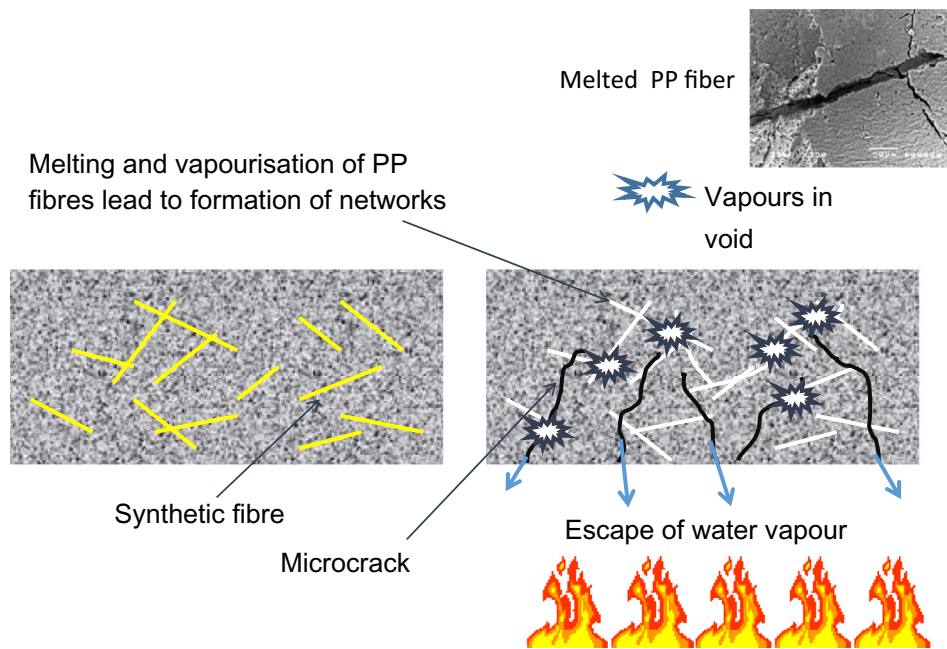 Melted PP fiber
Melting and vapourisation of PP
fibres lead to formation of networks
Vapours in
void
Synthetic fibre
Microcrack
Escape of water vapour